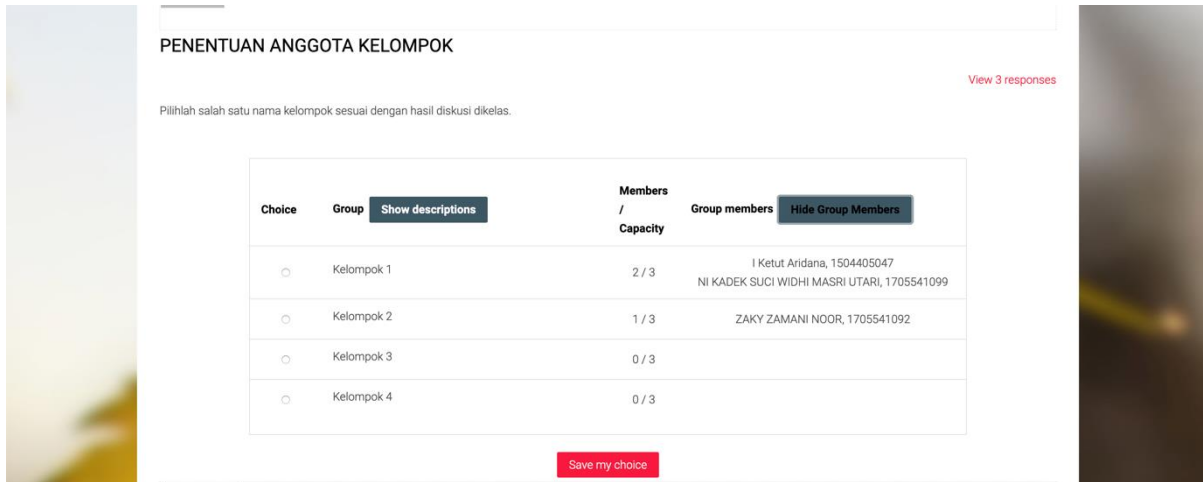 PENENTUAN ANGGOTA KELOMPOK
View 3 responses
Pilihlah salah satu nama kelompok sesuai dengan hasil diskusi dikelas.
Choice Group Show descriptions Members / Capacity Group members Hide Group Members
Kelompok 1 2 / 3 I Ketut Aridana, 1504405047
NI KADEK SUCI WIDHI MASRI UTARI, 1705541099
Kelompok 2 1 / 3 ZAKY ZAMANI NOOR, 1705541092
Kelompok 3 0 / 3
Kelompok 4 0 / 3
Save my choice